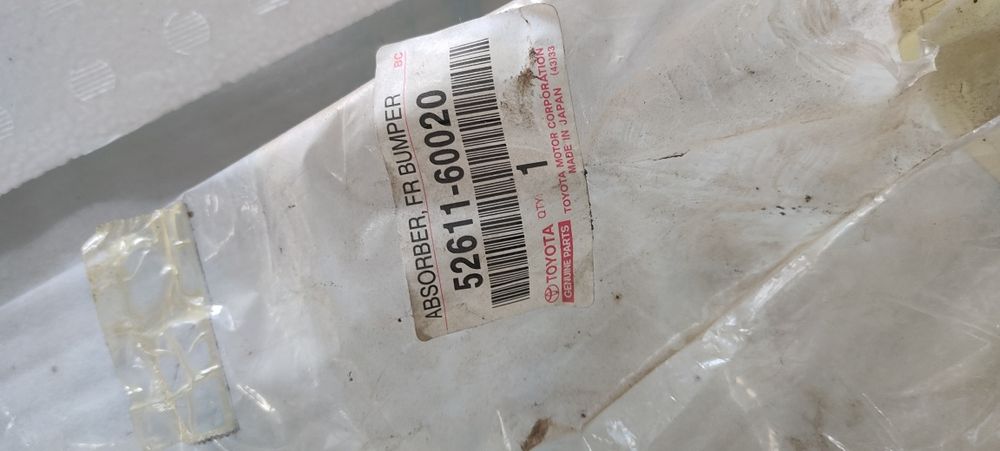 ABSORBER, FR BUMPER BC
52611-60020
QTY. 1
TOYOTA TOYOTA MOTOR CORPORATION
GENUINE PARTS MADE IN JAPAN (43)33